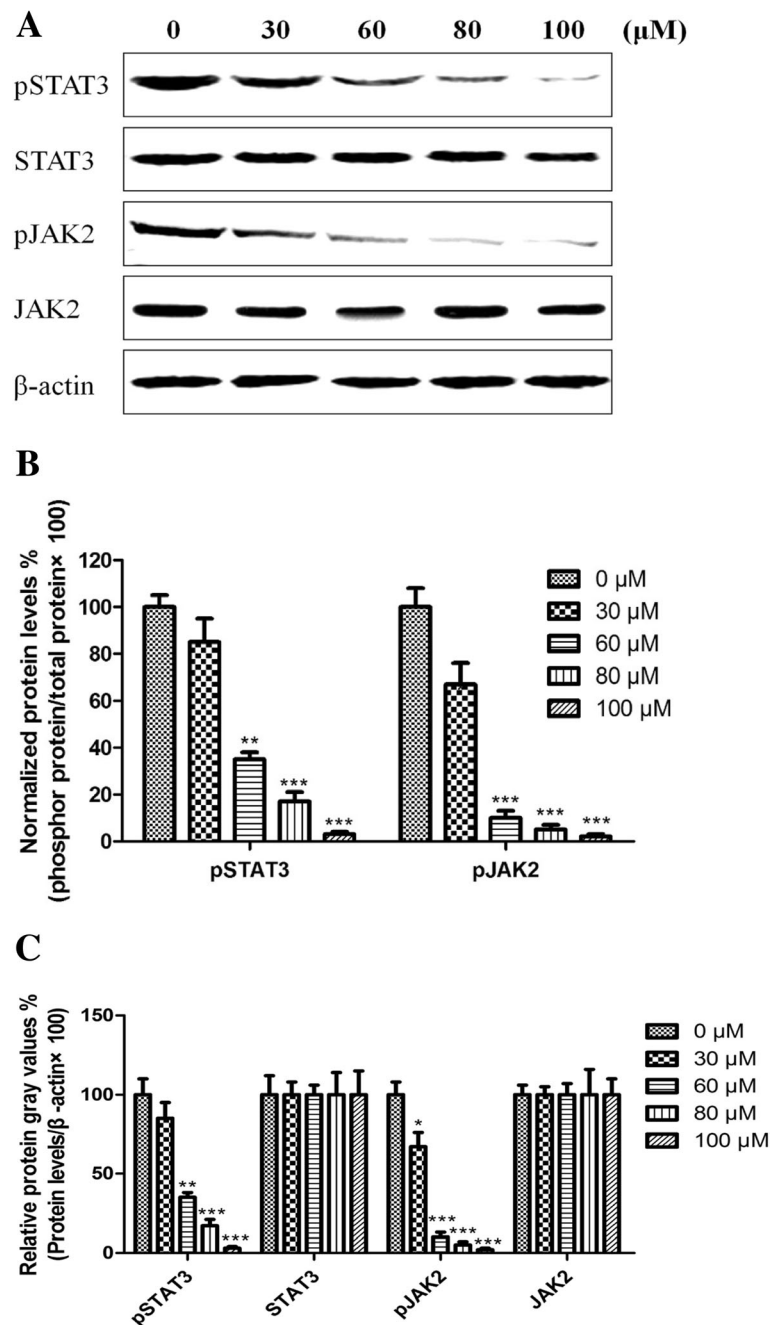 A
0 30 60 80 100 (μM)
pSTAT3
STAT3
pJAK2
JAK2
β-actin
B
Normalized protein levels %
(phosphor protein/total protein× 100)
120
100
80
60
40
20
0
** *** *** *** *** ***
pSTAT3 pJAK2
0 μM
30 μM
60 μM
80 μM
100 μM
C
Relative protein gray values %
(Protein levels/β -actin× 100)
150
100
50
0
** *** *** * *** *** ***
pSTAT3 STAT3 pJAK2 JAK2
0 μM
30 μM
60 μM
80 μM
100 μM